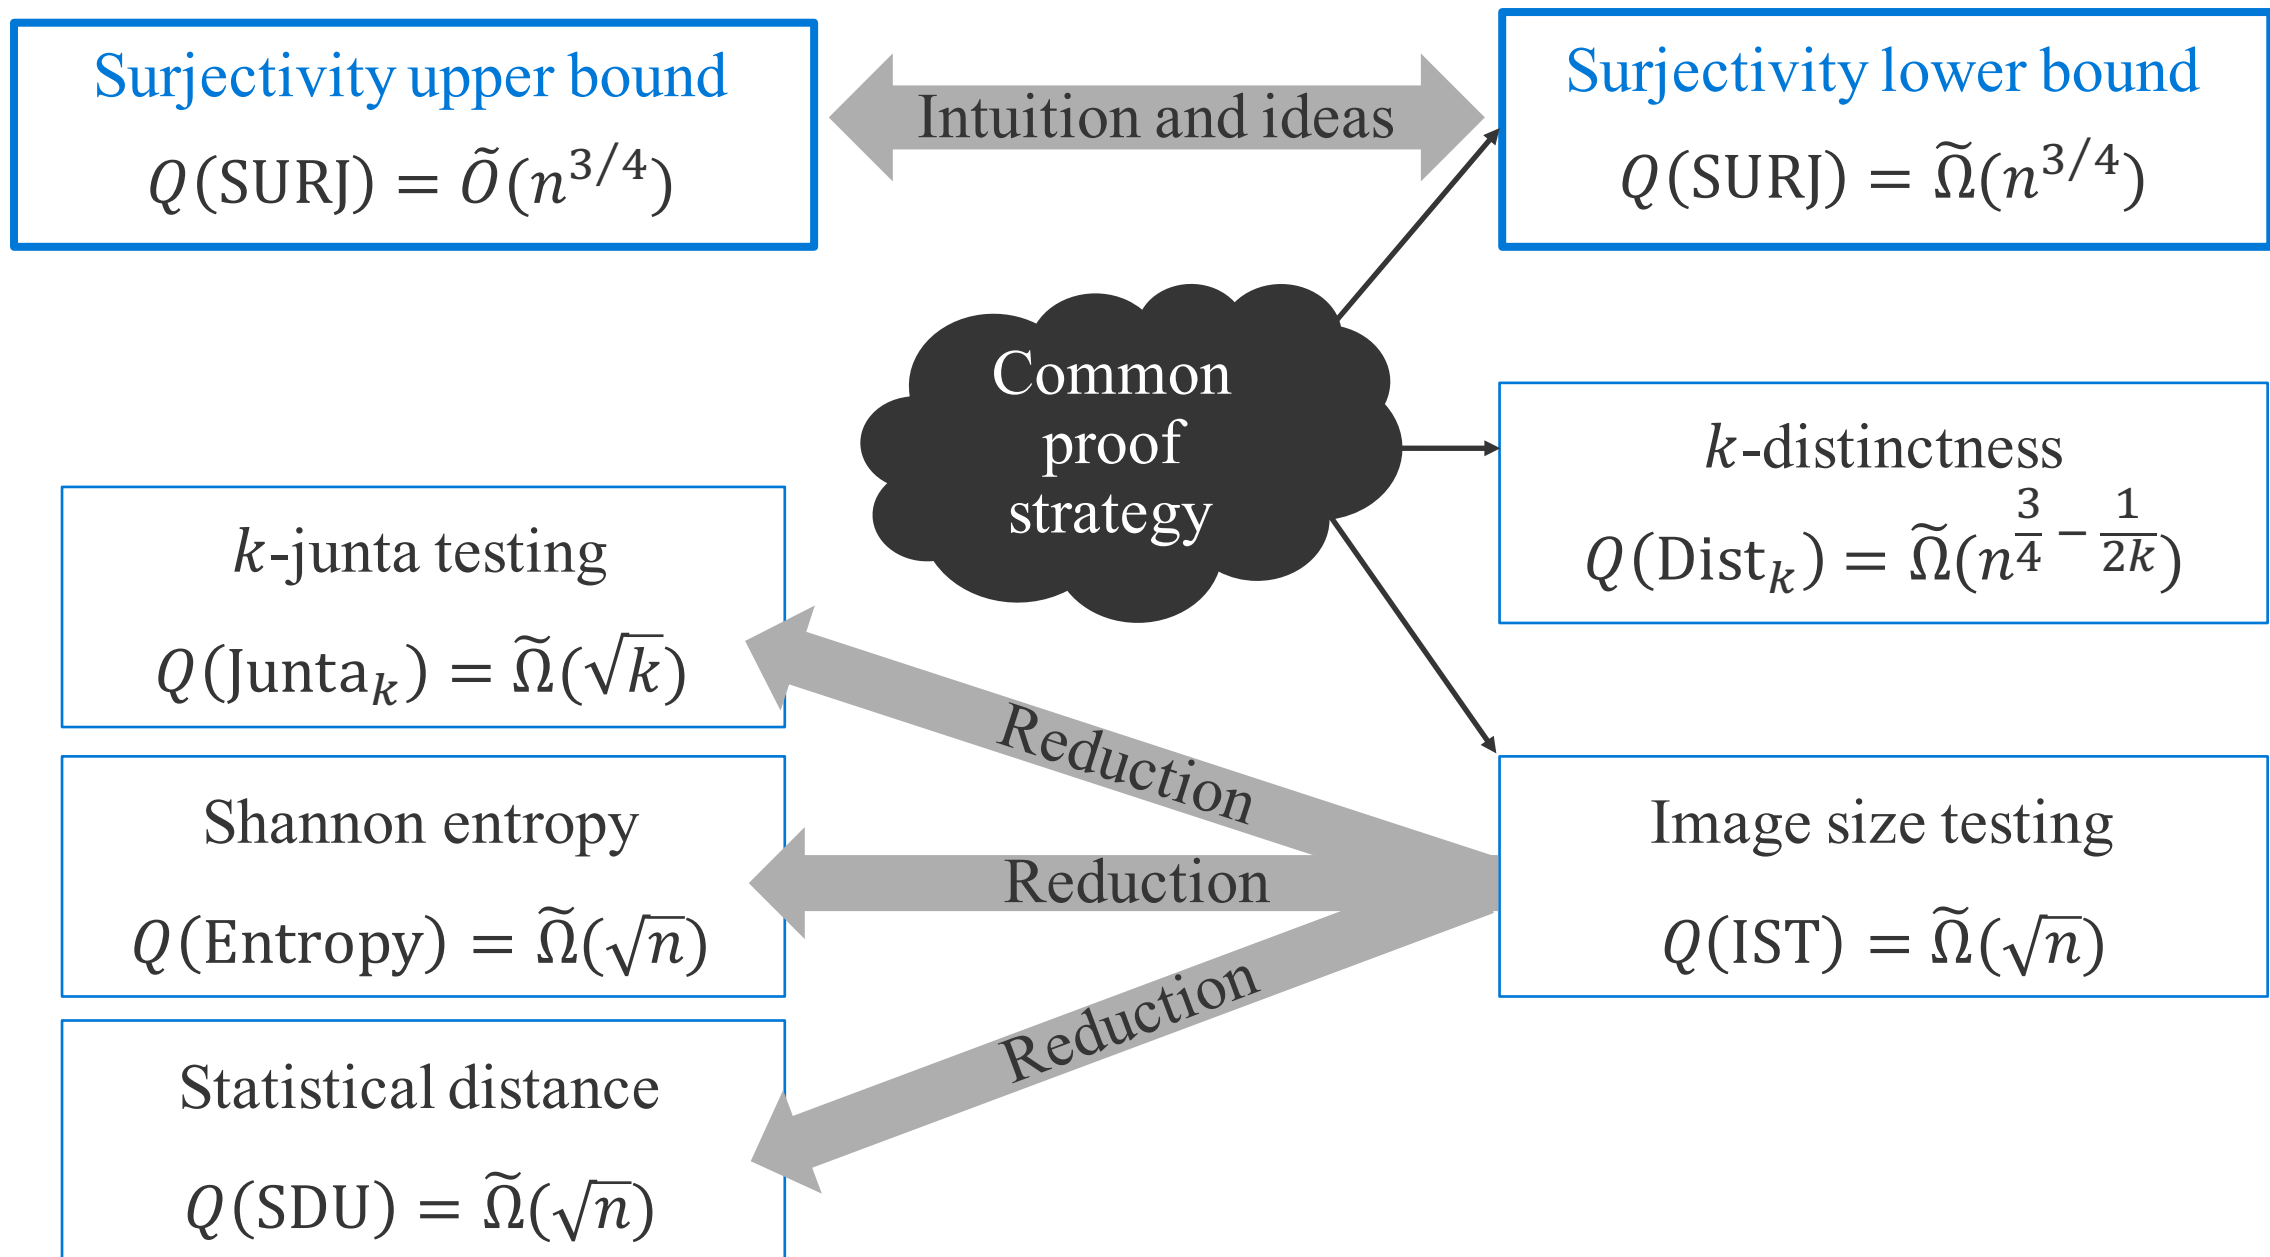 Surjectivity upper bound
Q(SURJ) = Õ(n^{3/4})
Intuition and ideas
Surjectivity lower bound
Q(SURJ) = Ω̃(n^{3/4})
Common
proof
strategy
k-distinctness
Q(Dist_k) = Ω̃(n^{3/4 − 1/2k})
k-junta testing
Q(Junta_k) = Ω̃(√k)
Reduction
Shannon entropy
Q(Entropy) = Ω̃(√n)
Reduction
Image size testing
Q(IST) = Ω̃(√n)
Reduction
Statistical distance
Q(SDU) = Ω̃(√n)